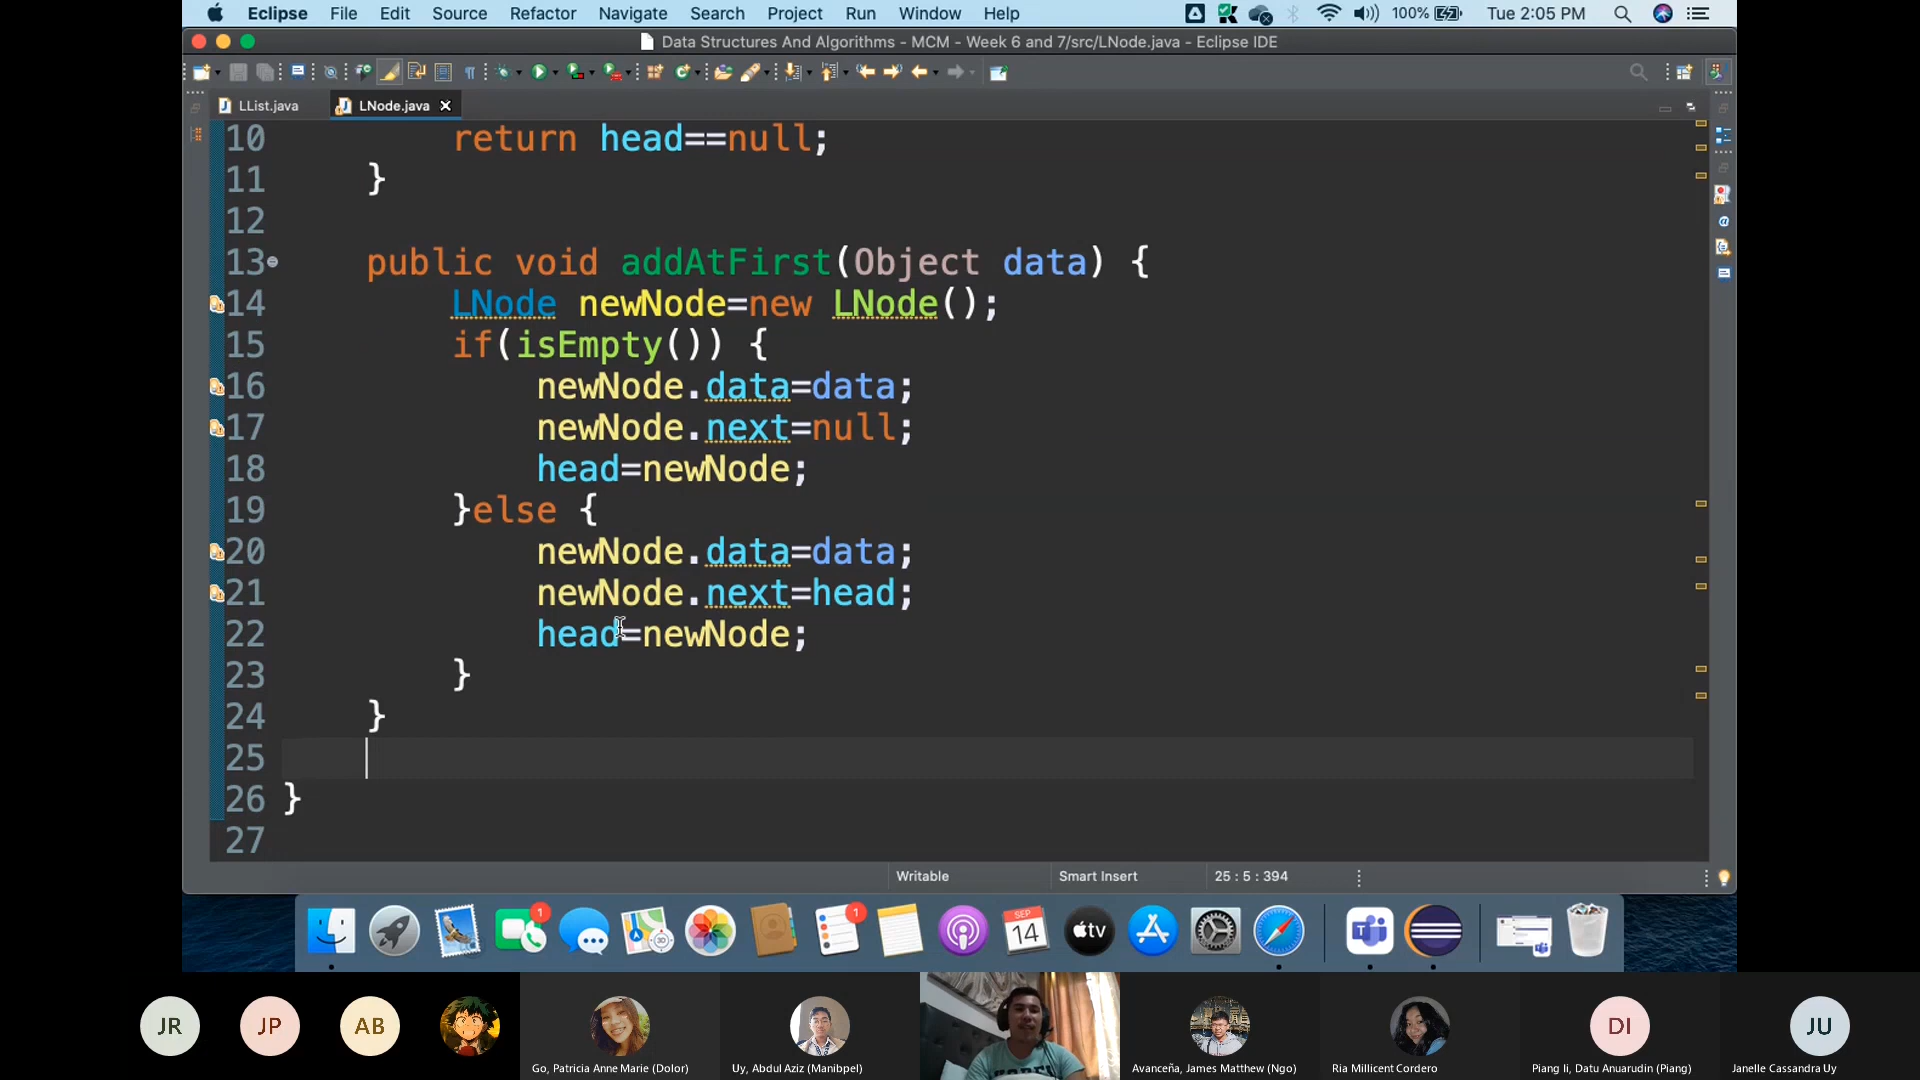 Eclipse File Edit Source Refactor Navigate Search Project Run Window Help 100% Tue 2:05 PM
Data Structures And Algorithms - MCM - Week 6 and 7/src/LNode.java - Eclipse IDE
LList.java LNode.java
10 return head==null;
11 }
12
13 public void addAtFirst(Object data) {
14 LNode newNode=new LNode();
15 if(isEmpty()) {
16 newNode.data=data;
17 newNode.next=null;
18 head=newNode;
19 }else {
20 newNode.data=data;
21 newNode.next=head;
22 head=newNode;
23 }
24 }
25
26 }
27
Writable Smart Insert 25 : 5 : 394
1 1 SEP 14 tv
JR JP AB DI JU
Go, Patricia Anne Marie (Dolor) Uy, Abdul Aziz (Manibpel) Avanceña, James Matthew (Ngo) Ria Millicent Cordero Piang Ii, Datu Anuarudin (Piang) Janelle Cassandra Uy